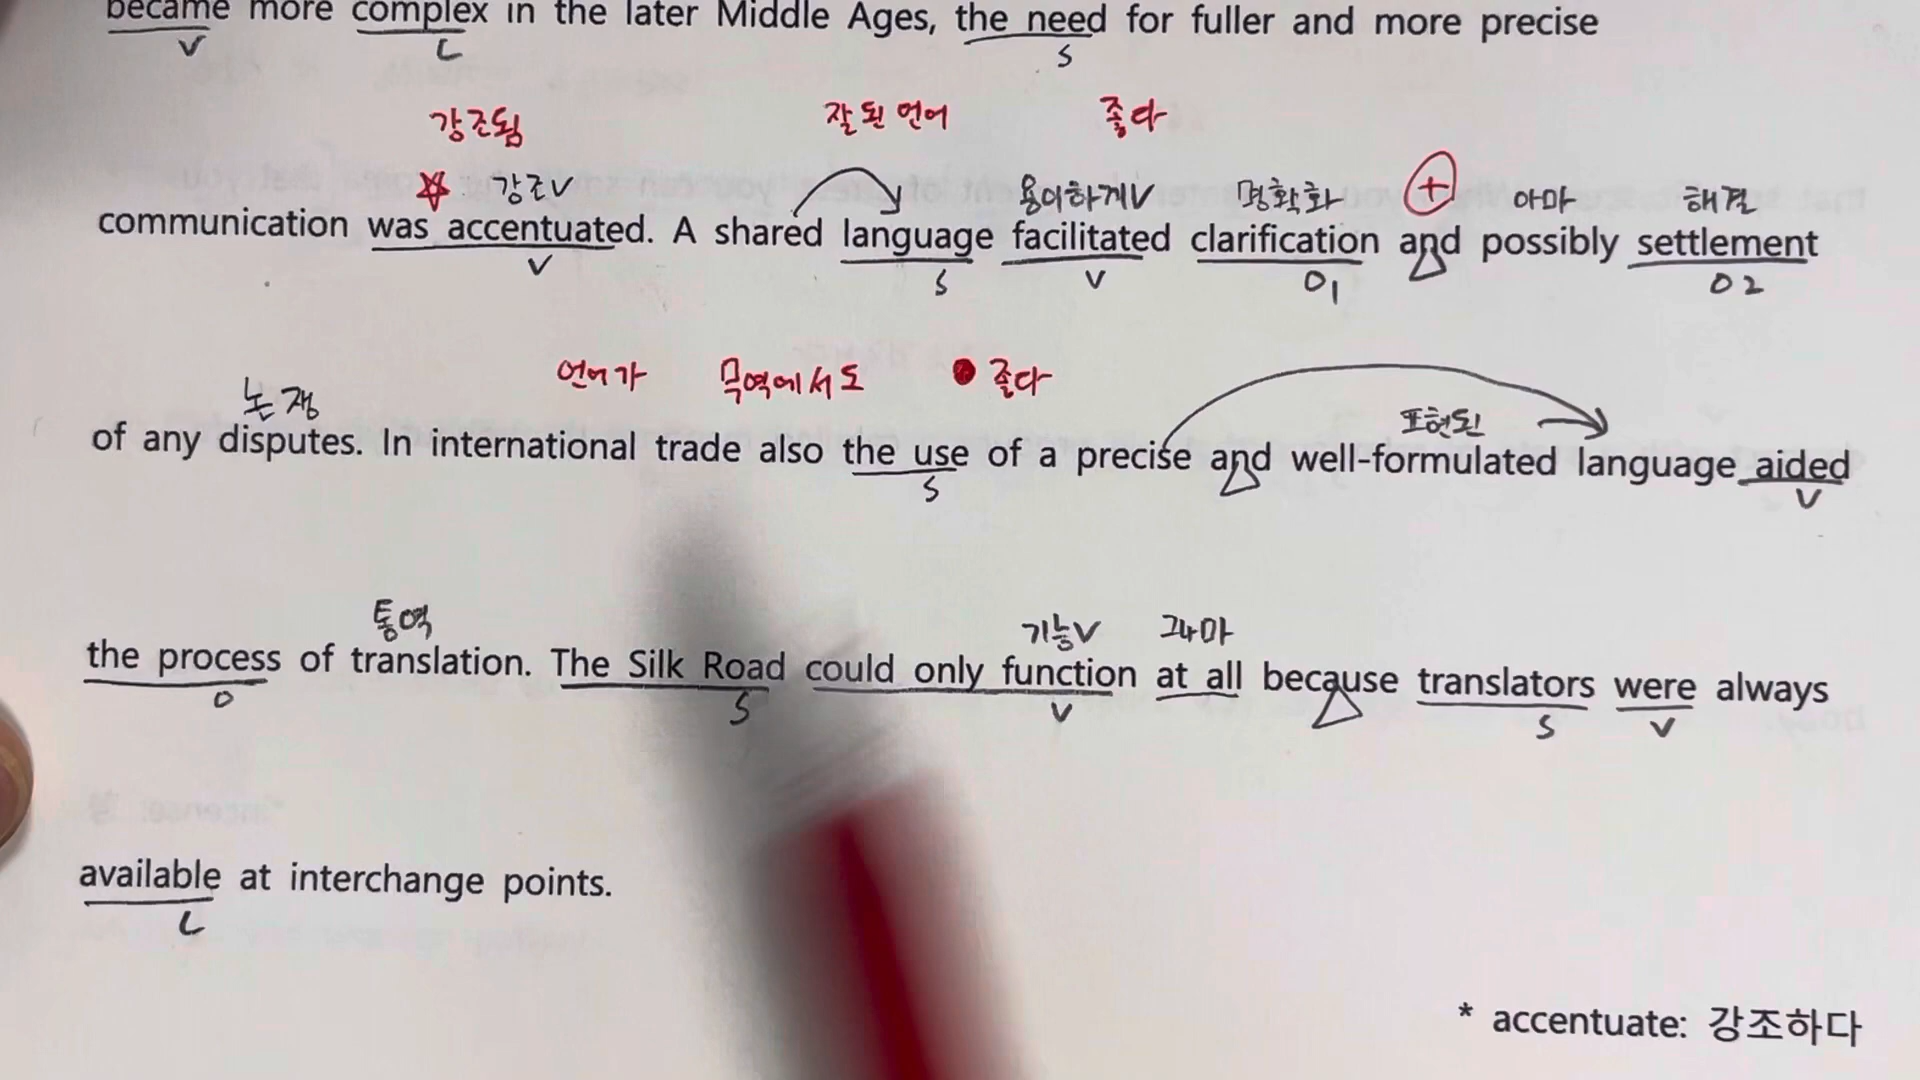 became more complex in the later Middle Ages, the need for fuller and more precise
V C S
강조됨 잘 된 언어 좋다
강조V 용이하게V 명확화 + 아마 해결
communication was accentuated. A shared language facilitated clarification and possibly settlement
V S V O1 O2
언어가 무역에서도 좋다
논쟁 표현된
of any disputes. In international trade also the use of a precise and well-formulated language aided
S V
통역 기능V 그나마
the process of translation. The Silk Road could only function at all because translators were always
O S V S V
available at interchange points.
C
* accentuate: 강조하다